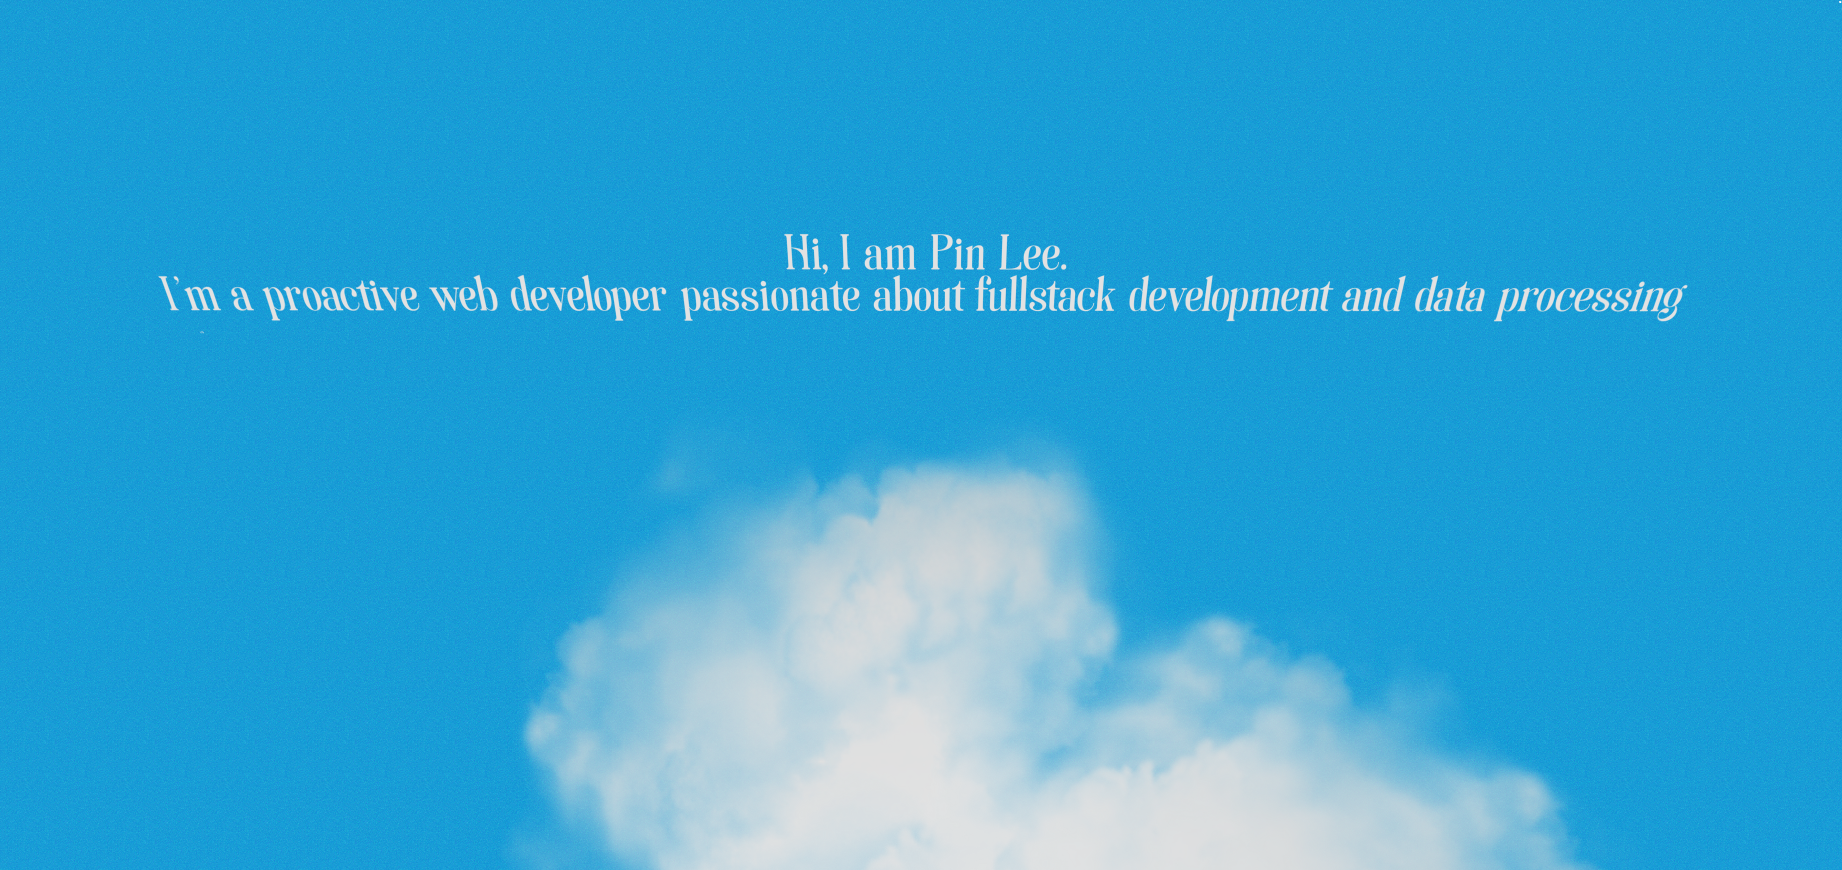 Hi, I am Pin Lee.
I'm a proactive web developer passionate about fullstack development and data processing